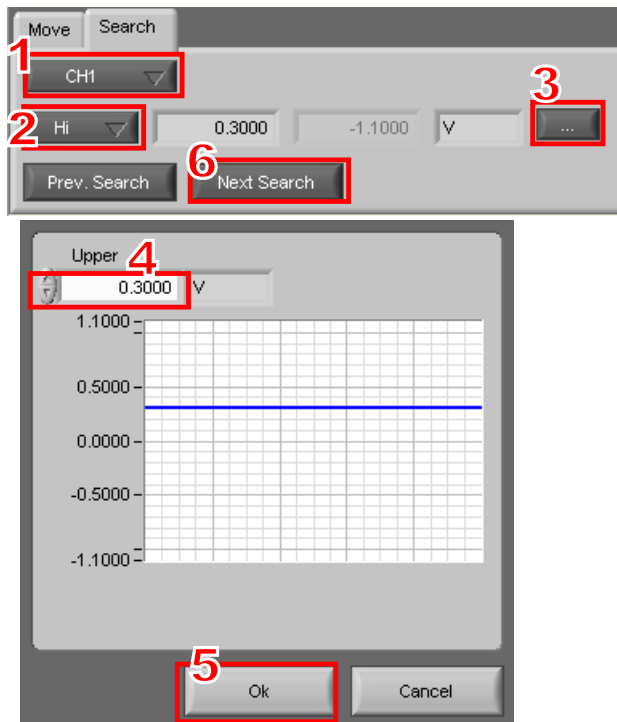 Move Search
1
CH1
2 Hi 0.3000 -1.1000 V 3 ...
Prev. Search 6 Next Search
Upper 4
0.3000 V
1.1000
0.5000
0.0000
-0.5000
-1.1000
5 Ok Cancel